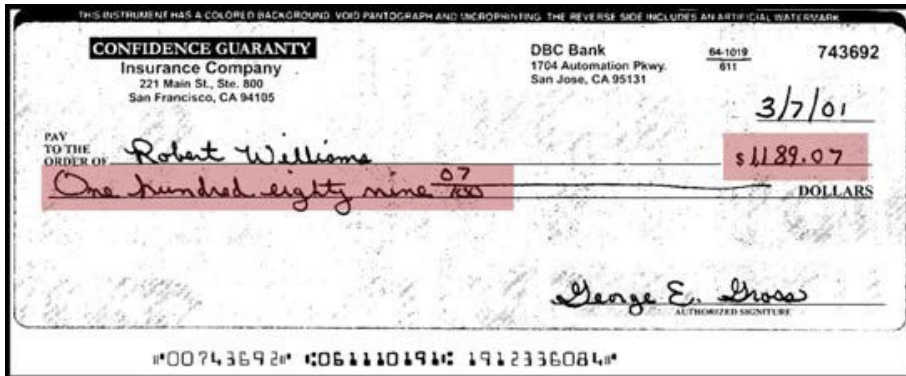 THIS INSTRUMENT HAS A COLORED BACKGROUND VOID PANTOGRAPH AND MICROPRINTING. THE REVERSE SIDE INCLUDES AN ARTIFICIAL WATERMARK
CONFIDENCE GUARANTY
Insurance Company
221 Main St., Ste. 800
San Francisco, CA 94105
DBC Bank
1704 Automation Pkwy.
San Jose, CA 95131
64-1019
611
743692
3/7/01
PAY
TO THE
ORDER OF Robert Williams
$ 1,189.07
One hundred eighty nine 07/100 DOLLARS
George E. Gross
AUTHORIZED SIGNATURE
⑈00743692⑈ ⑆061110191⑆ 1912336084⑈